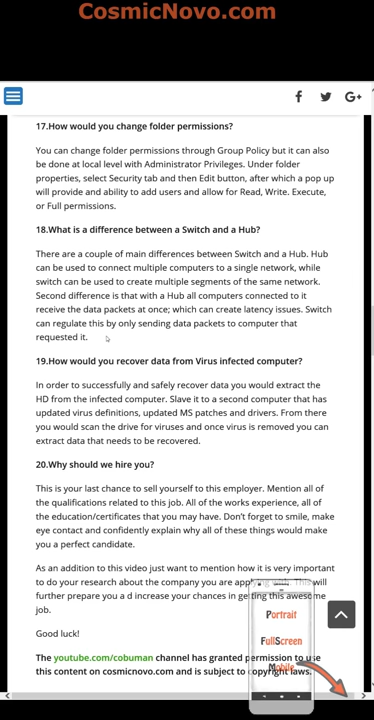 CosmicNovo.com
17.How would you change folder permissions?
You can change folder permissions through Group Policy but it can also
be done at local level with Administrator Privileges. Under folder
properties, select Security tab and then Edit button, after which a pop up
will provide and ability to add users and allow for Read, Write. Execute,
or Full permissions.
18.What is a difference between a Switch and a Hub?
There are a couple of main differences between Switch and a Hub. Hub
can be used to connect multiple computers to a single network, while
switch can be used to create multiple segments of the same network.
Second difference is that with a Hub all computers connected to it
receive the data packets at once; which can create latency issues. Switch
can regulate this by only sending data packets to computer that
requested it.
19.How would you recover data from Virus infected computer?
In order to successfully and safely recover data you would extract the
HD from the infected computer. Slave it to a second computer that has
updated virus definitions, updated MS patches and drivers. From there
you would scan the drive for viruses and once virus is removed you can
extract data that needs to be recovered.
20.Why should we hire you?
This is your last chance to sell yourself to this employer. Mention all of
the qualifications related to this job. All of the works experience, all of
the education/certificates that you may have. Don't forget to smile, make
eye contact and confidently explain why all of these things would make
you a perfect candidate.
As an addition to this video just want to mention how it is very important
to do your research about the company you are applying with. This will
further prepare you a d increase your chances in getting this awesome
job.
Good luck!
The youtube.com/cobuman channel has granted permission to use
this content on cosmicnovo.com and is subject to copyright laws.
Portrait
FullScreen
Mobile